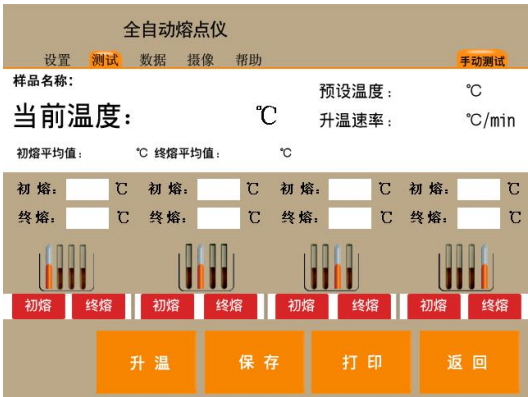 全自动熔点仪
设置 测试 数据 摄像 帮助 手动测试
样品名称：
预设温度： ℃
当前温度： ℃
升温速率： ℃/min
初熔平均值： ℃ 终熔平均值： ℃
初 熔： ℃ 初 熔： ℃ 初 熔： ℃ 初 熔： ℃
终 熔： ℃ 终 熔： ℃ 终 熔： ℃ 终 熔： ℃
初熔 终熔 初熔 终熔 初熔 终熔 初熔 终熔
升 温 保 存 打 印 返 回